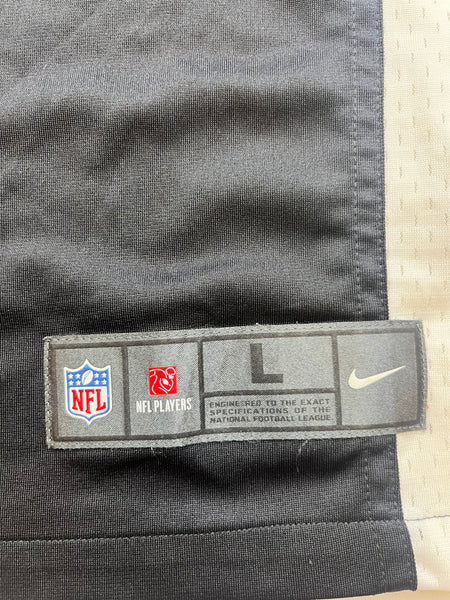 NFL
NFL PLAYERS
L
ENGINEERED TO THE EXACT
SPECIFICATIONS OF THE
NATIONAL FOOTBALL LEAGUE.